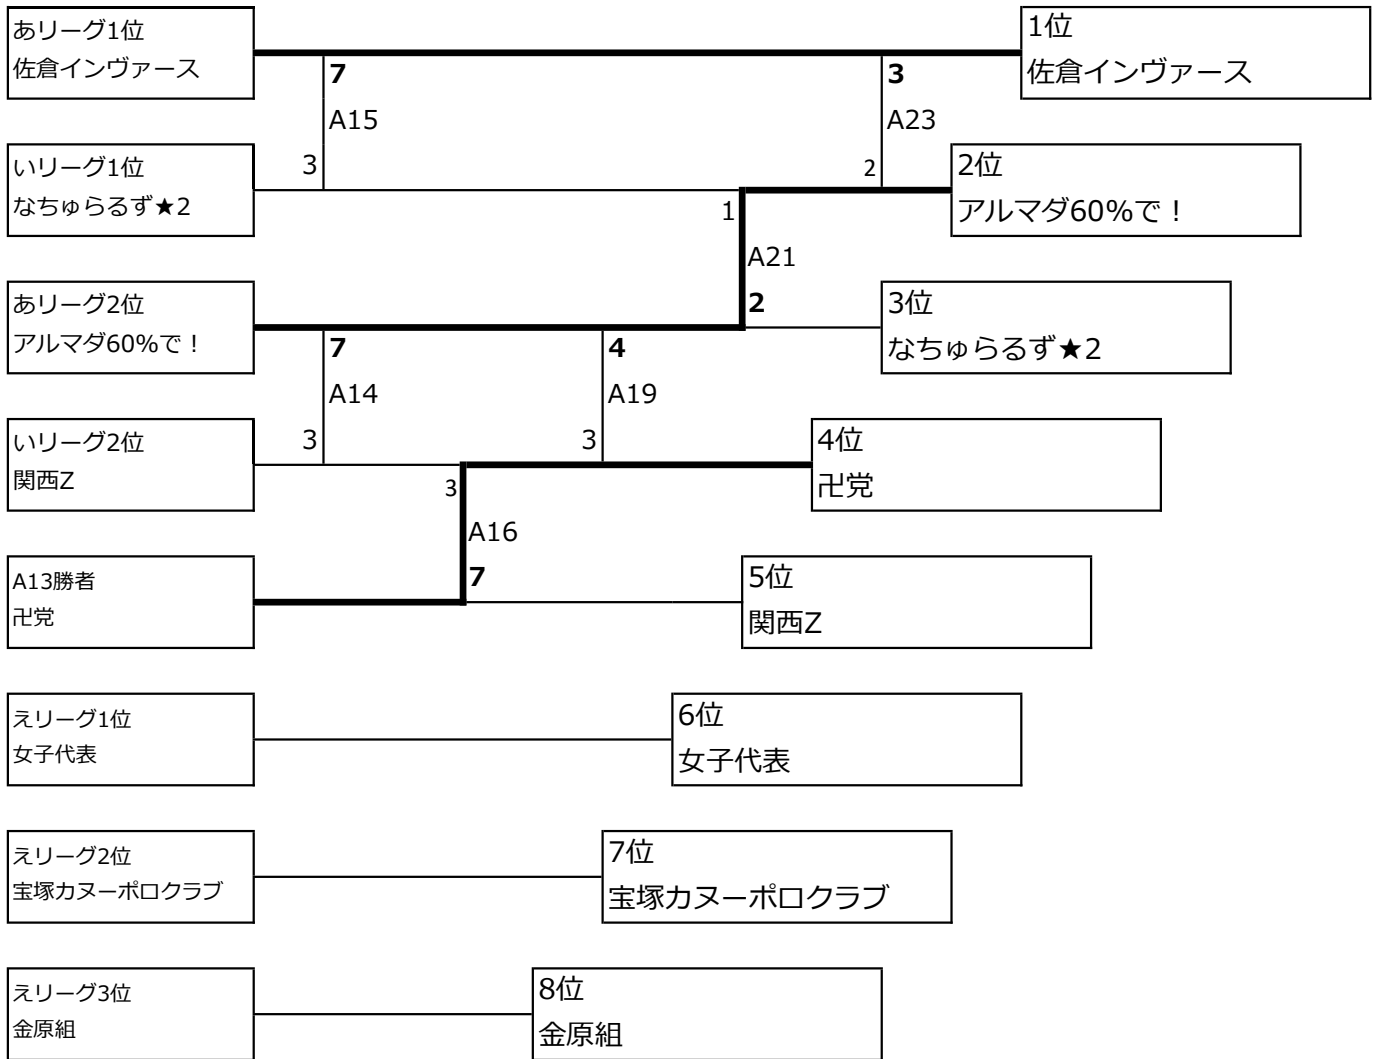 あリーグ1位
佐倉インヴァース
1位
佐倉インヴァース
7
3
A15
A23
いリーグ1位
なちゅらるず★2
3
2
2位
アルマダ60%で！
1
A21
あリーグ2位
アルマダ60%で！
2
3位
なちゅらるず★2
7
4
A14
A19
いリーグ2位
関西Z
3
3
4位
卍党
3
A16
A13勝者
卍党
7
5位
関西Z
えリーグ1位
女子代表
6位
女子代表
えリーグ2位
宝塚カヌーポロクラブ
7位
宝塚カヌーポロクラブ
えリーグ3位
金原組
8位
金原組